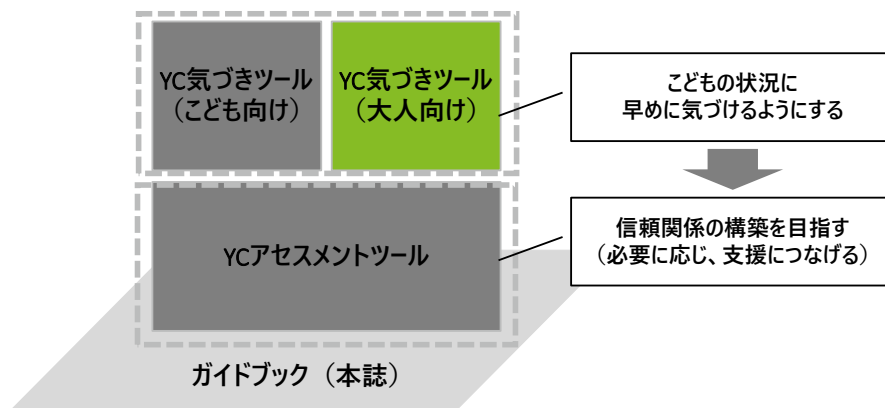 YC気づきツール
（こども向け）
YC気づきツール
（大人向け）
こどもの状況に
早めに気づけるようにする
YCアセスメントツール
信頼関係の構築を目指す
（必要に応じ、支援につなげる）
ガイドブック（本誌）